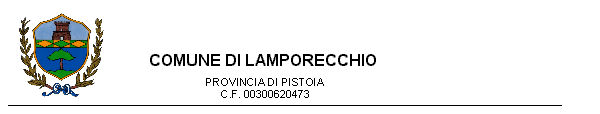 COMUNE DI LAMPORECCHIO
PROVINCIA DI PISTOIA
C.F. 00300620473